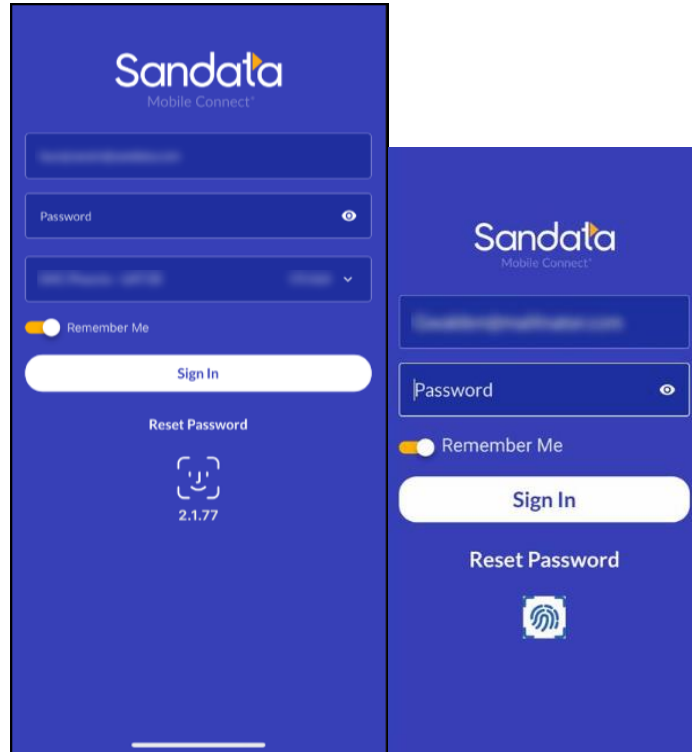 Sandata
Mobile Connect
Password
Remember Me
Sign In
Reset Password
2.1.77
Sandata
Mobile Connect
Password
Remember Me
Sign In
Reset Password